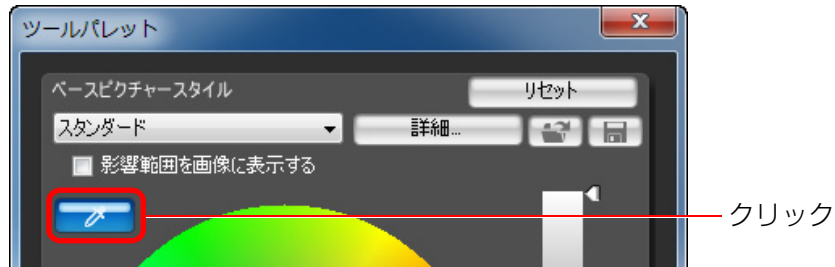 ツールパレット
ベースピクチャースタイル
リセット
スタンダード
詳細...
影響範囲を画像に表示する
クリック